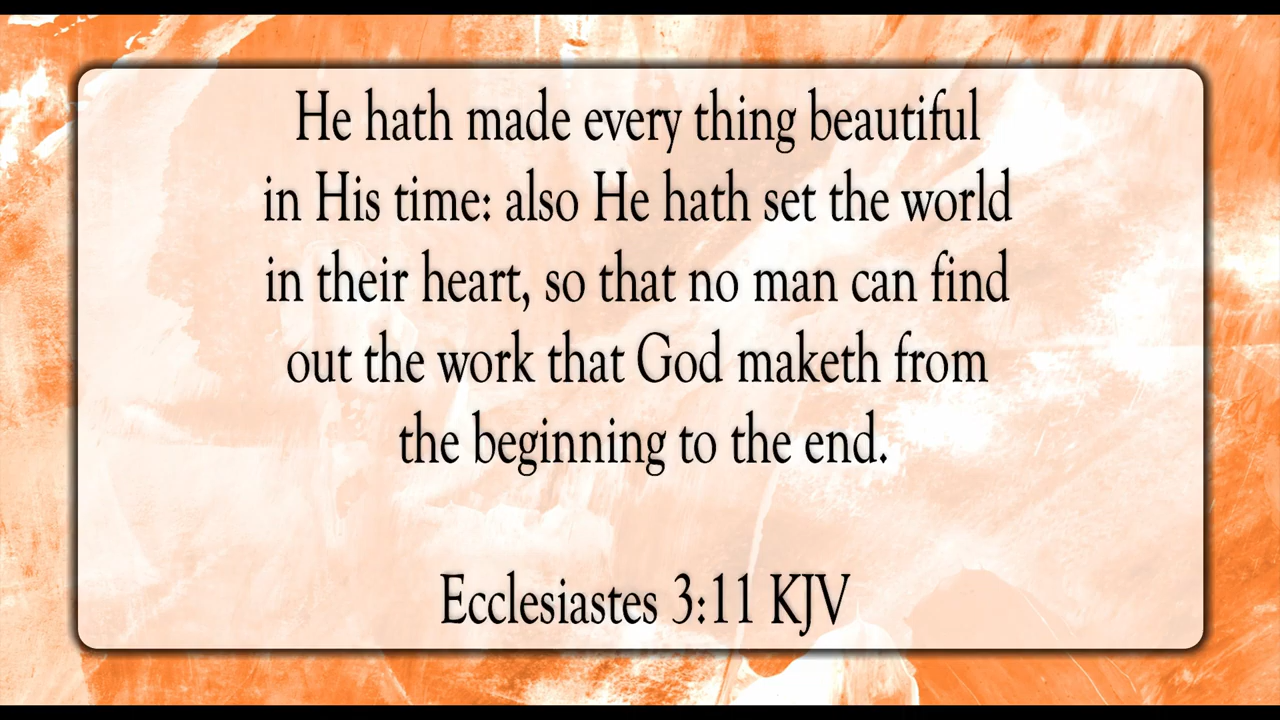 He hath made every thing beautiful
in His time: also He hath set the world
in their heart, so that no man can find
out the work that God maketh from
the beginning to the end.
Ecclesiastes 3:11 KJV